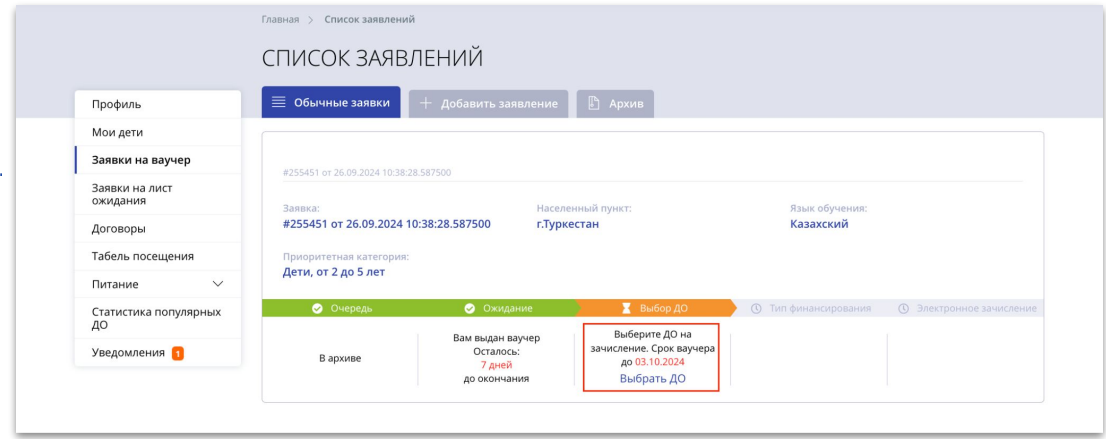 Главная > Список заявлений
СПИСОК ЗАЯВЛЕНИЙ
Профиль
Мои дети
Заявки на ваучер
Заявки на лист
ожидания
Договоры
Табель посещения
Питание
Статистика популярных
ДО
Уведомления 1
Обычные заявки
+ Добавить заявление
Архив
#255451 от 26.09.2024 10:38:28.587500
Заявка:
#255451 от 26.09.2024 10:38:28.587500
Населенный пункт:
г.Туркестан
Язык обучения:
Казахский
Приоритетная категория:
Дети, от 2 до 5 лет
Очередь
Ожидание
Выбор ДО
Тип финансирования
Электронное зачисление
В архиве
Вам выдан ваучер
Осталось:
7 дней
до окончания
Выберите ДО на
зачисление. Срок ваучера
до 03.10.2024
Выбрать ДО